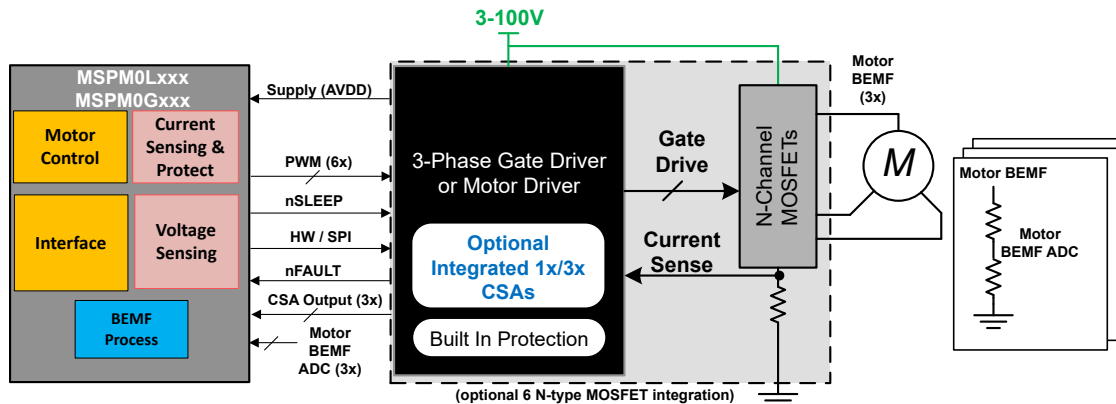 3-100V
MSPM0Lxxx
MSPM0Gxxx
Motor
Control
Current
Sensing &
Protect
Interface
Voltage
Sensing
BEMF
Process
Supply (AVDD)
PWM (6x)
nSLEEP
HW / SPI
nFAULT
CSA Output (3x)
Motor
BEMF
ADC (3x)
3-Phase Gate Driver
or Motor Driver
Optional
Integrated 1x/3x
CSAs
Built In Protection
(optional 6 N-type MOSFET integration)
Gate
Drive
Current
Sense
N-Channel
MOSFETs
Motor
BEMF
(3x)
M
Motor BEMF
Motor
BEMF ADC